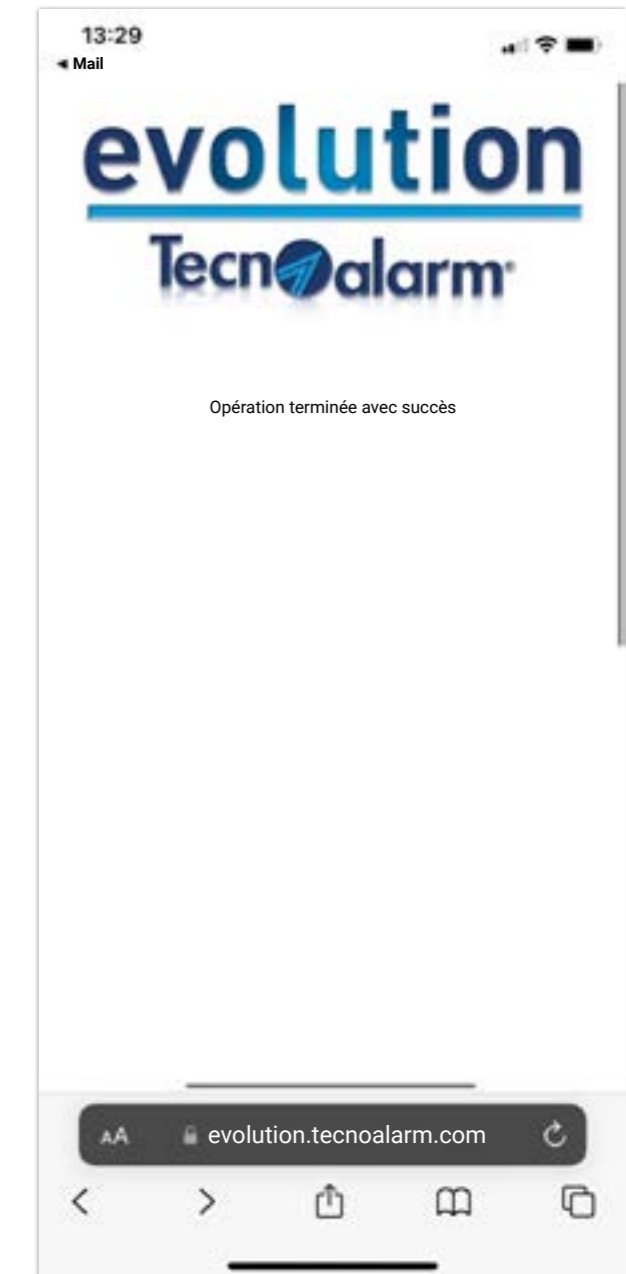 13:29
◀ Mail
evolution
Tecnoalarm
Opération terminée avec succès
AA evolution.tecnoalarm.com